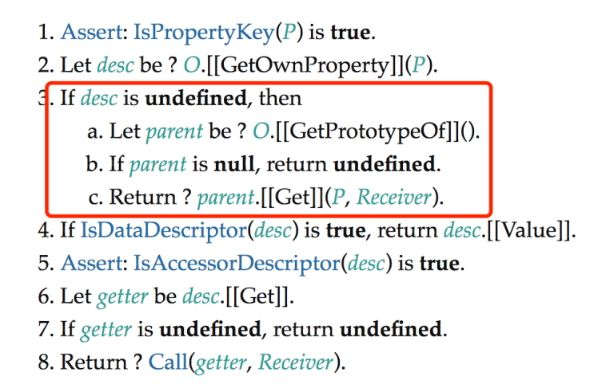 1. Assert: IsPropertyKey(P) is true.
2. Let desc be ? O.[[GetOwnProperty]](P).
3. If desc is undefined, then
a. Let parent be ? O.[[GetPrototypeOf]]().
b. If parent is null, return undefined.
c. Return ? parent.[[Get]](P, Receiver).
4. If IsDataDescriptor(desc) is true, return desc.[[Value]].
5. Assert: IsAccessorDescriptor(desc) is true.
6. Let getter be desc.[[Get]].
7. If getter is undefined, return undefined.
8. Return ? Call(getter, Receiver).